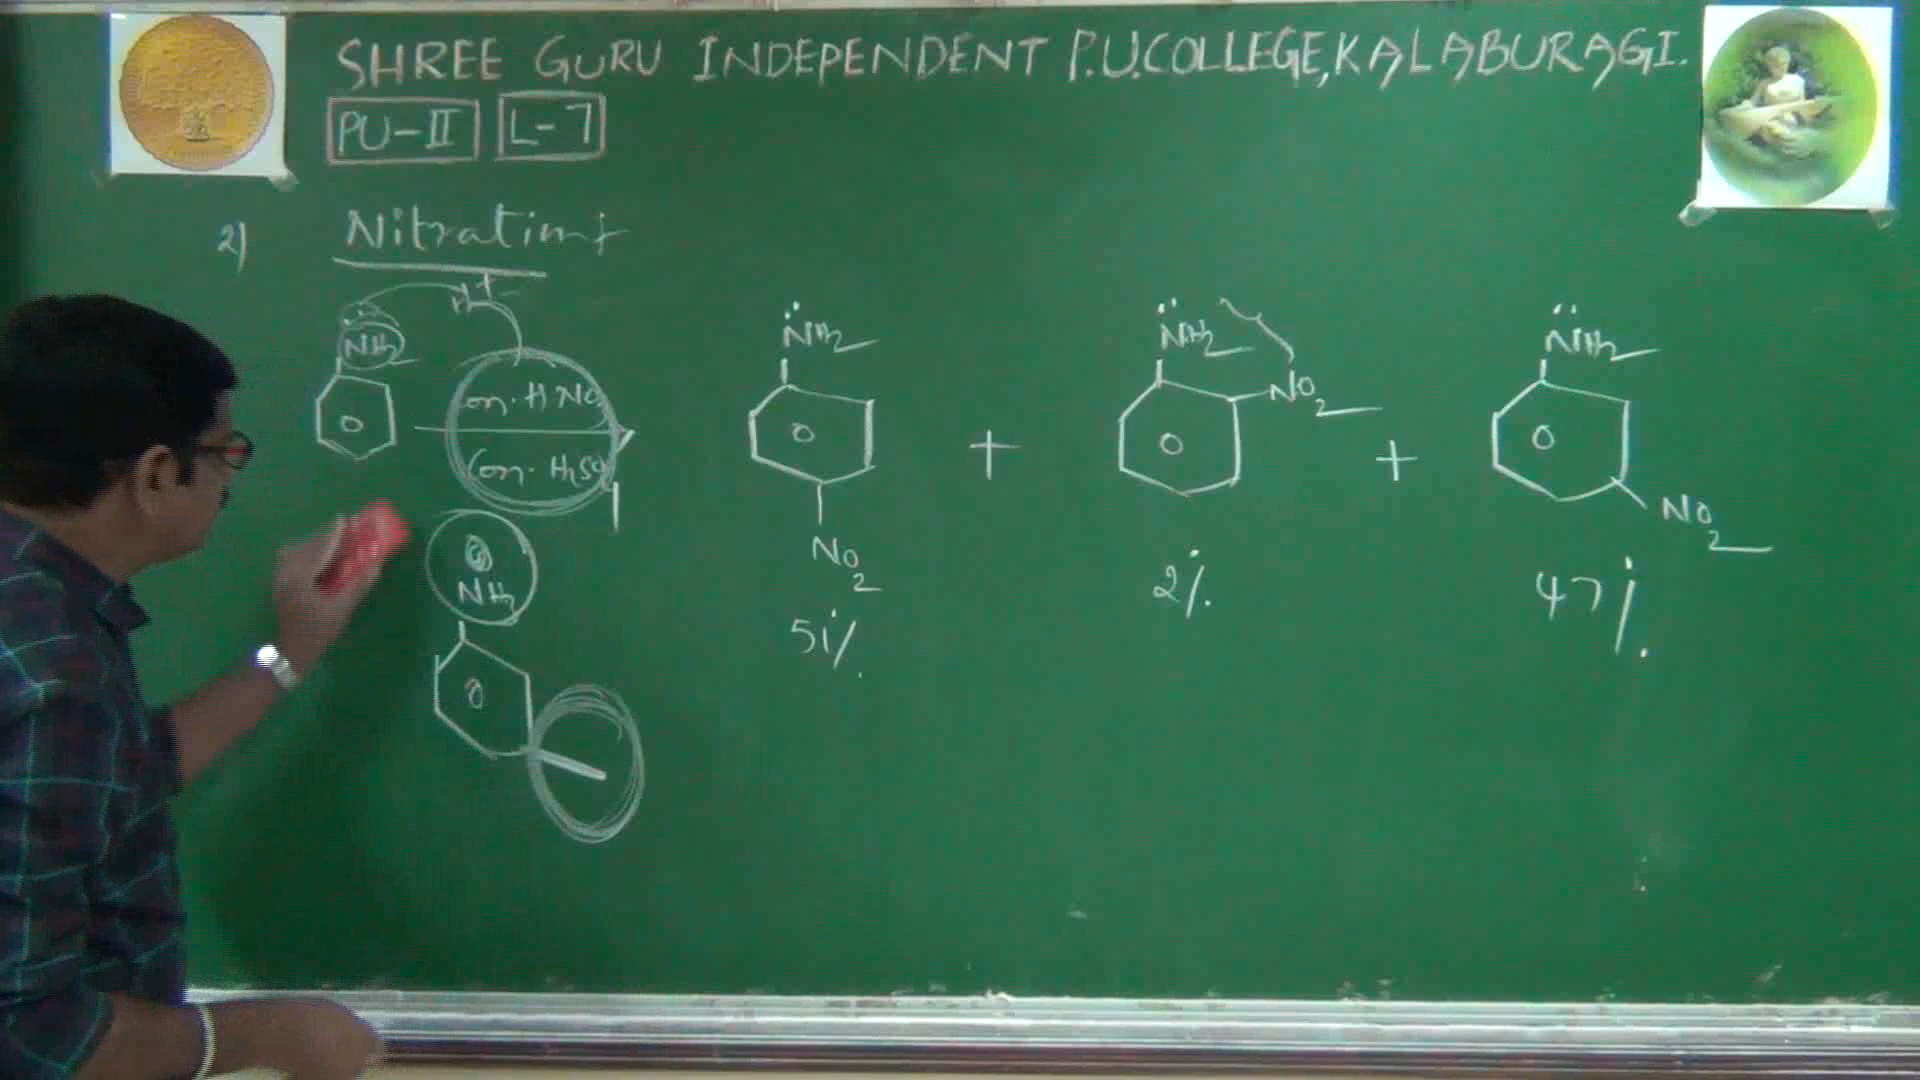 SHREE GURU INDEPENDENT P.U.COLLEGE,KALABURAGI.
PU-II L-7
2) Nitration
H+
NH2
con. HNO3
Con. H2SO4
NH2
NO2
51%.
+
NH2
NO2
2%.
+
NH2
NO2
47%.
NH3